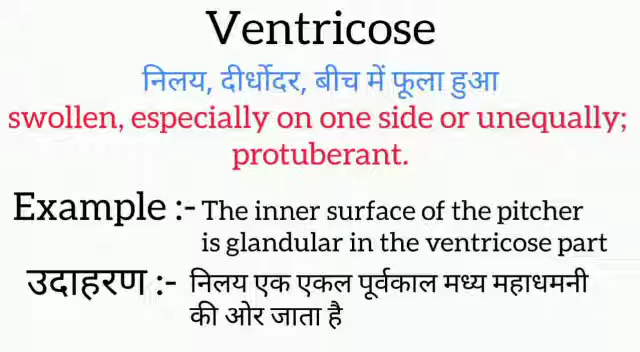 Ventricose
निलय, दीर्धोदर, बीच में फूला हुआ
swollen, especially on one side or unequally;
protuberant.
Example :- The inner surface of the pitcher
is glandular in the ventricose part
उदाहरण :- निलय एक एकल पूर्वकाल मध्य महाधमनी
की ओर जाता है